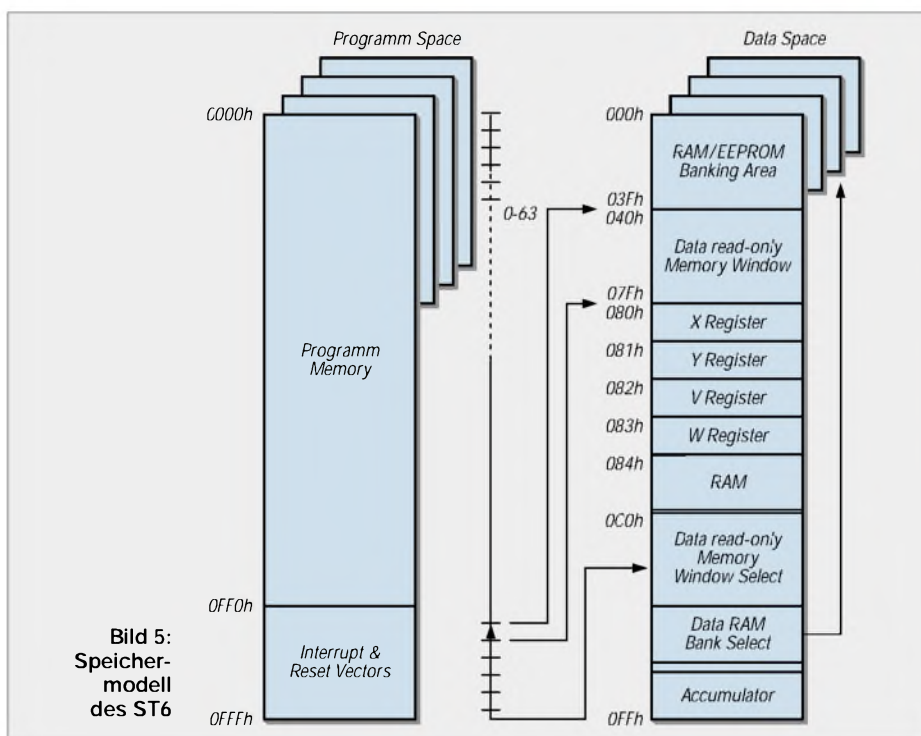 Programm Space
0000h
Programm
Memory
0FF0h
Interrupt &
Reset Vectors
0FFFh
0-63
Data Space
000h
RAM/EEPROM
Banking Area
03Fh
040h
Data read-only
Memory Window
07Fh
080h
X Register
081h
Y Register
082h
V Register
083h
W Register
084h
RAM
0C0h
Data read-only
Memory
Window Select
Data RAM
Bank Select
Accumulator
0FFh
Bild 5:
Speicher-
modell
des ST6